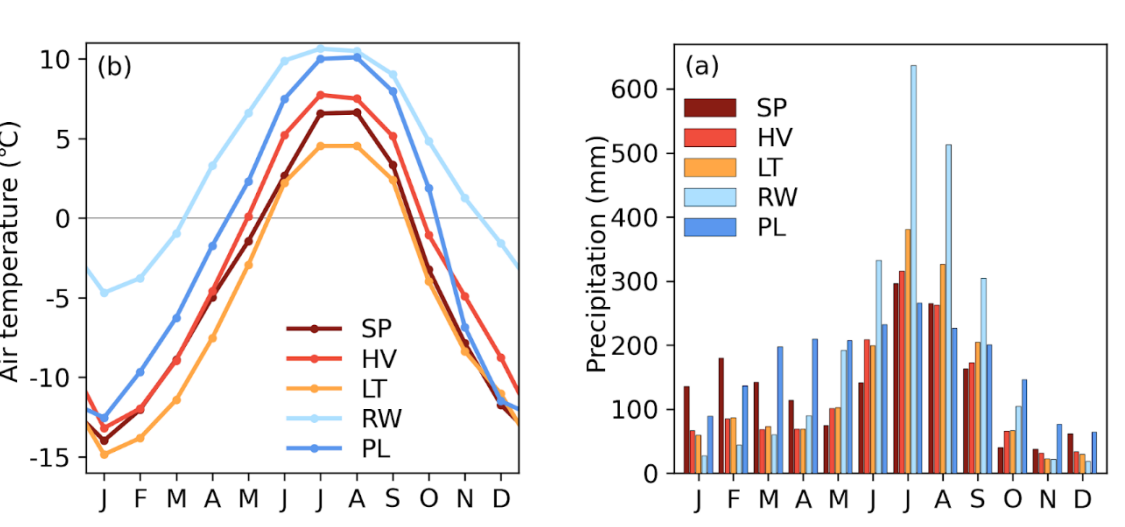 (b)
Air temperature (°C)
10
5
0
-5
-10
-15
SP
HV
LT
RW
PL
J F M A M J J A S O N D
(a)
Precipitation (mm)
600
500
400
300
200
100
0
SP
HV
LT
RW
PL
J F M A M J J A S O N D